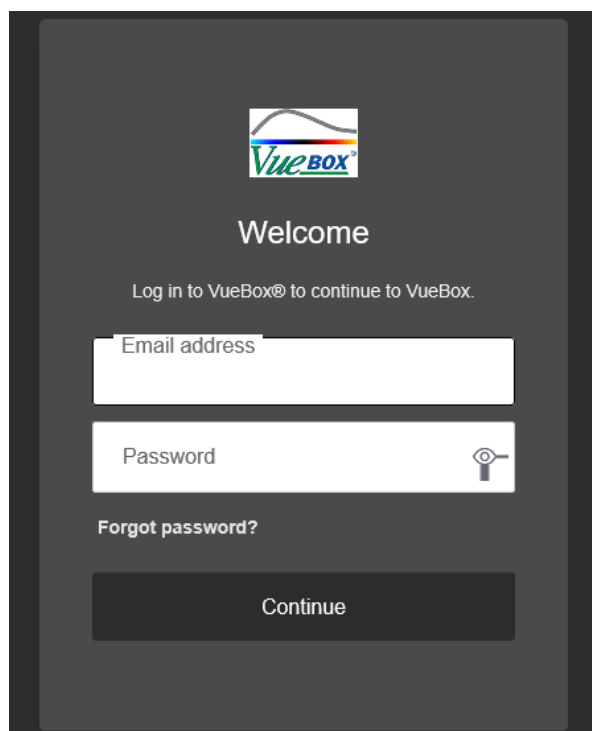 VueBOX®
Welcome
Log in to VueBox® to continue to VueBox.
Email address
Password
Forgot password?
Continue